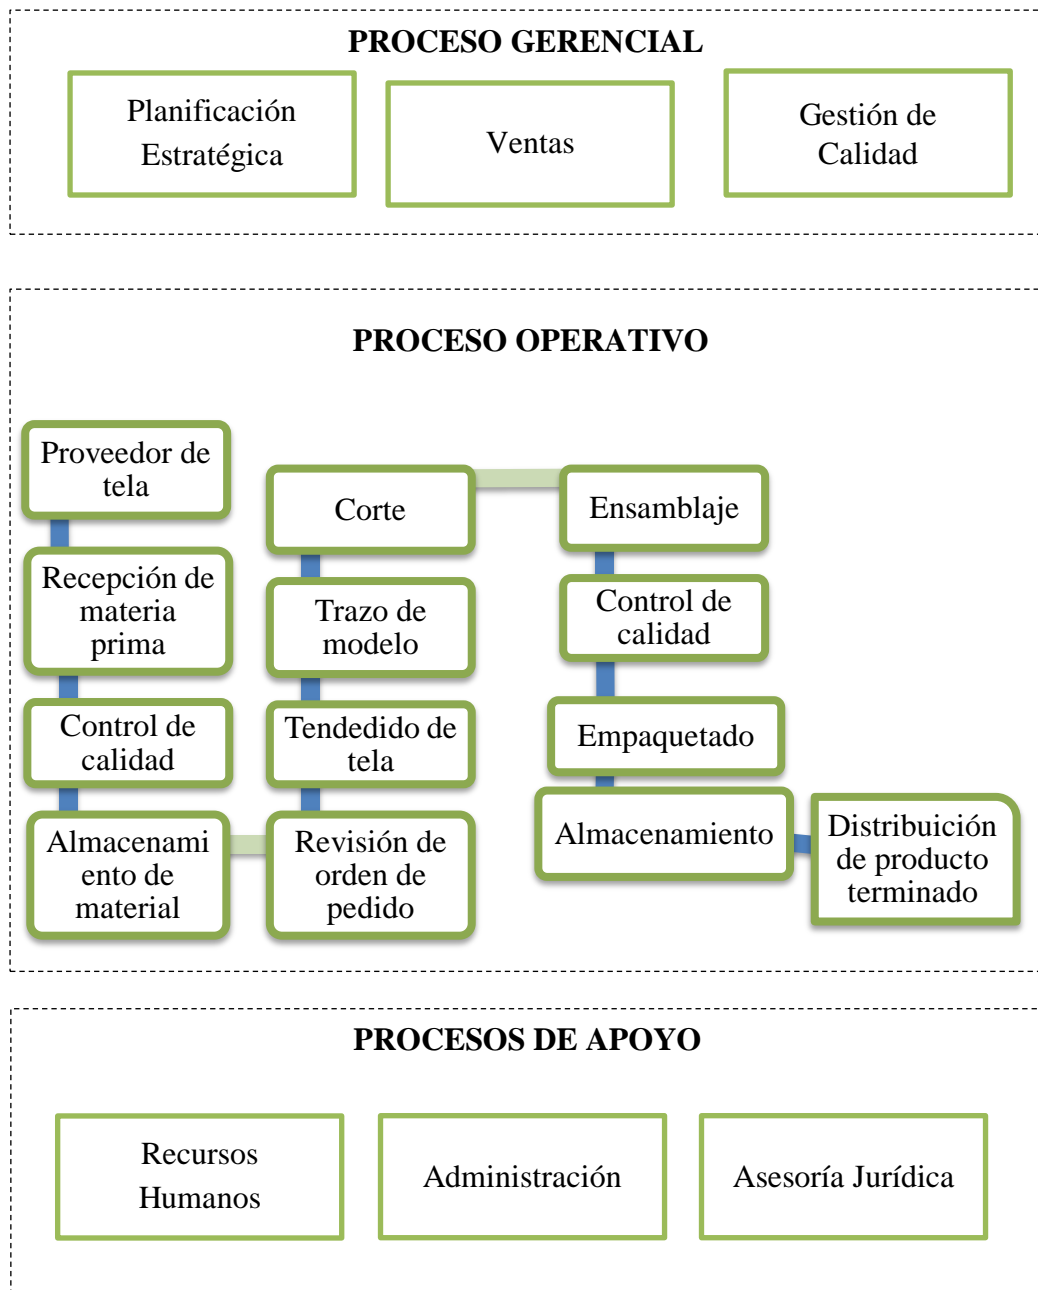 PROCESO GERENCIAL
Planificación
Estratégica
Ventas
Gestión de
Calidad
PROCESO OPERATIVO
Proveedor de
tela
Recepción de
materia
prima
Control de
calidad
Almacenami
ento de
material
Revisión de
orden de
pedido
Tendedido de
tela
Trazo de
modelo
Corte
Ensamblaje
Control de
calidad
Empaquetado
Almacenamiento
Distribuición
de producto
terminado
PROCESOS DE APOYO
Recursos
Humanos
Administración
Asesoría Jurídica